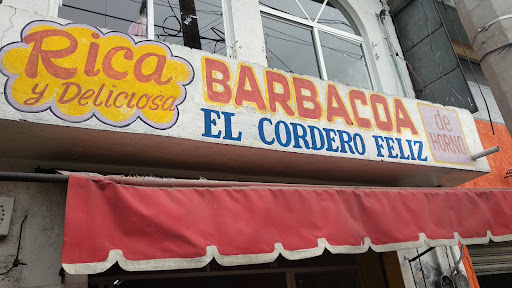 Rica
y Deliciosa
BARBACOA
EL CORDERO FELIZ
de
HORNO